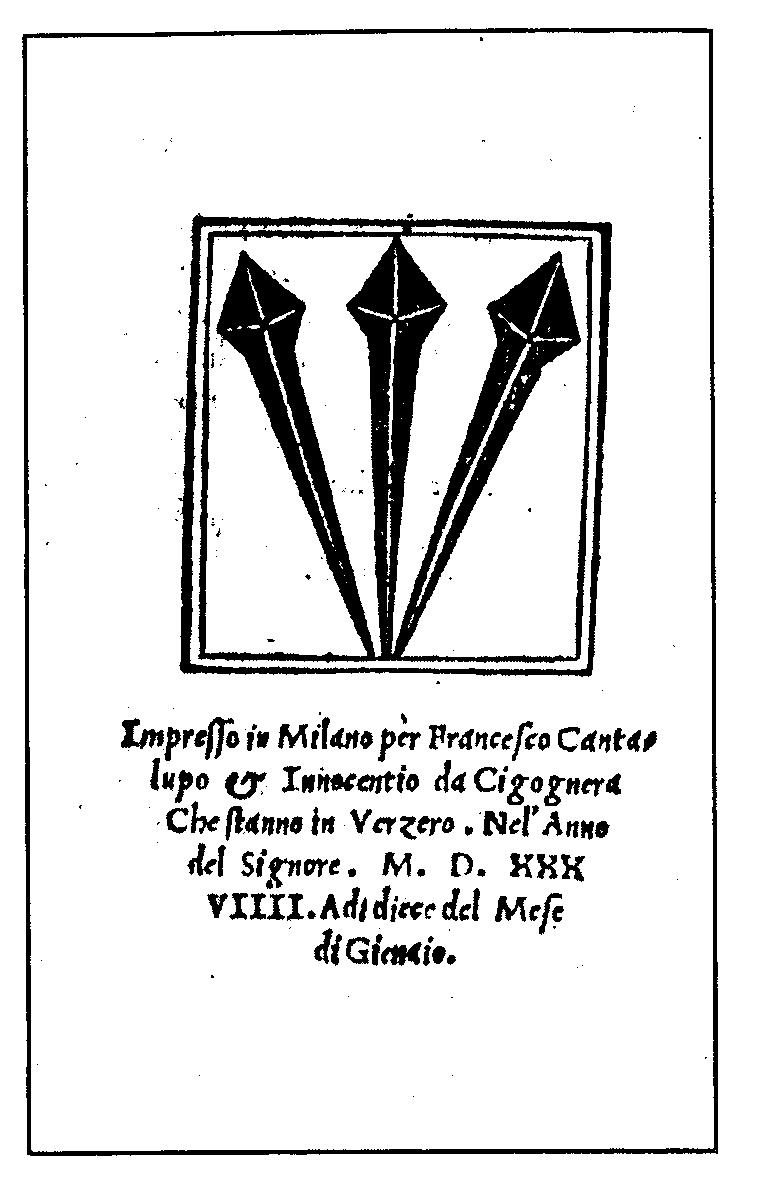 Impreſſo in Milano per Franceſco Canta-
lupo & Innocentio da Cigognera
Che ſtanno in Verzero. Nel' Anno
del Signore. M. D. XXX
VIIII. Adi diece del Meſe
di Gienaio.